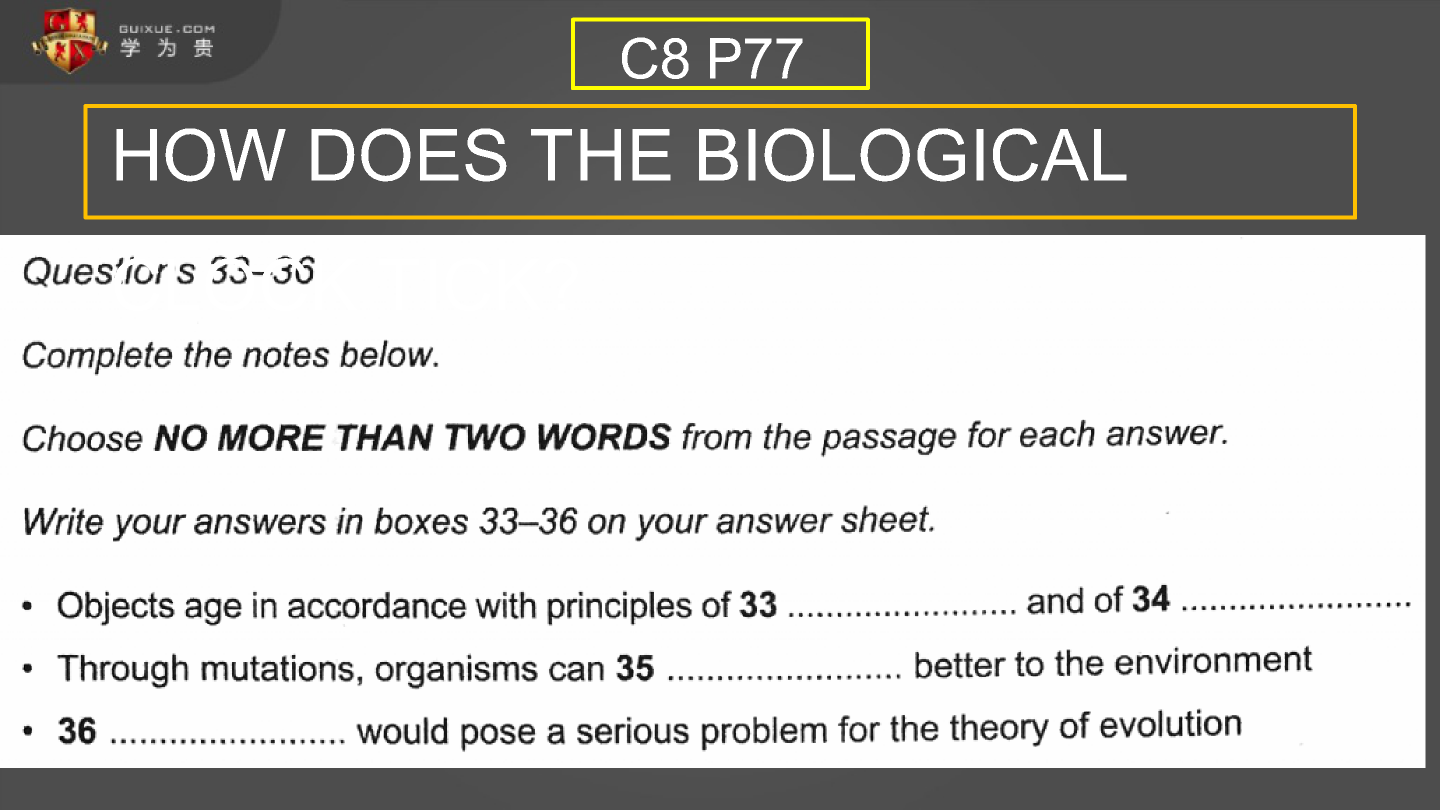 GUIXUE.COM
学为贵
C8 P77
HOW DOES THE BIOLOGICAL
CLOCK TICK?
Questions 33–36
Complete the notes below.
Choose NO MORE THAN TWO WORDS from the passage for each answer.
Write your answers in boxes 33–36 on your answer sheet.
• Objects age in accordance with principles of 33 ........................ and of 34 ........................
• Through mutations, organisms can 35 ........................ better to the environment
• 36 ........................ would pose a serious problem for the theory of evolution